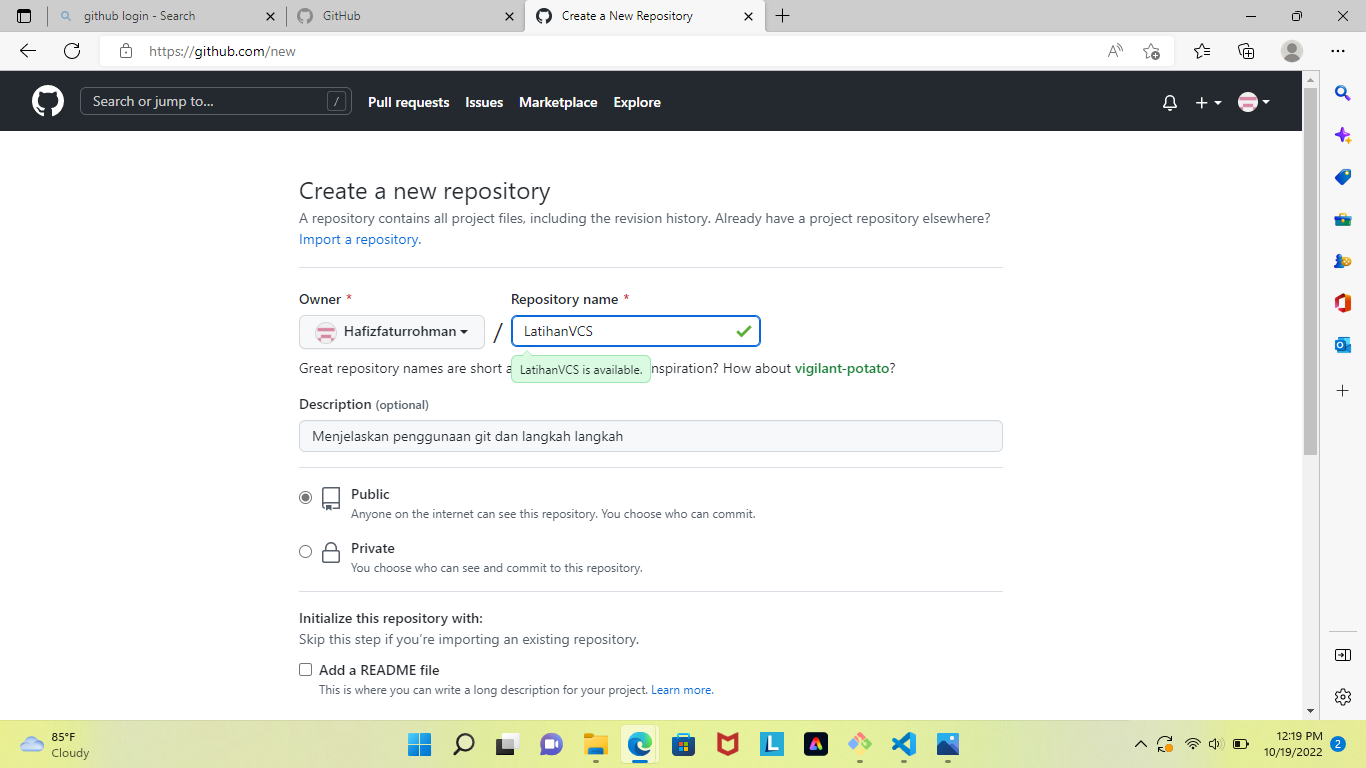 github login - Search
GitHub
Create a New Repository
https://github.com/new
Search or jump to...
/
Pull requests
Issues
Marketplace
Explore
Create a new repository
A repository contains all project files, including the revision history. Already have a project repository elsewhere?
Import a repository.
Owner *
Repository name *
Hafizfaturrohman
/
LatihanVCS
Great repository names are short a
LatihanVCS is available.
nspiration? How about vigilant-potato?
Description (optional)
Menjelaskan penggunaan git dan langkah langkah
Public
Anyone on the internet can see this repository. You choose who can commit.
Private
You choose who can see and commit to this repository.
Initialize this repository with:
Skip this step if you're importing an existing repository.
Add a README file
This is where you can write a long description for your project. Learn more.
85°F
Cloudy
12:19 PM
10/19/2022
2